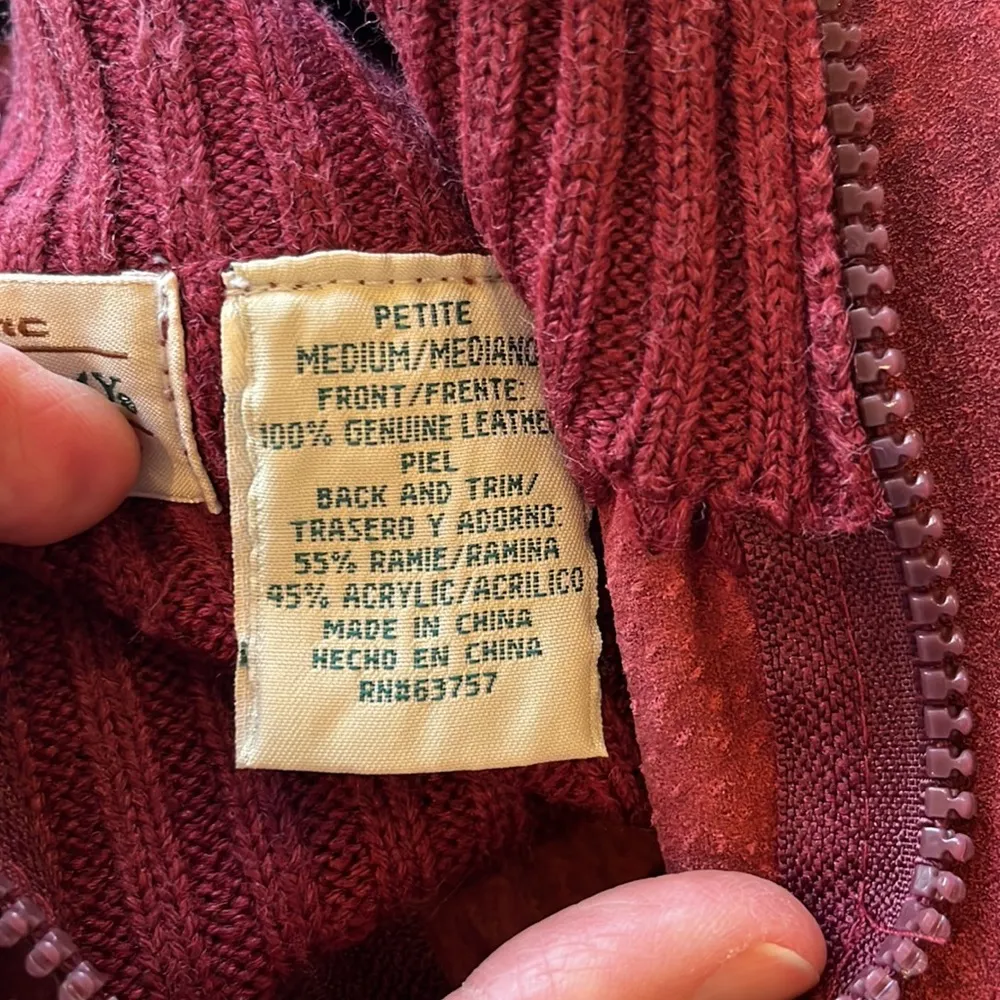 PETITE
MEDIUM/MEDIANO
FRONT/FRENTE:
100% GENUINE LEATHER
PIEL
BACK AND TRIM/
TRASERO Y ADORNO:
55% RAMIE/RAMINA
45% ACRYLIC/ACRILICO
MADE IN CHINA
HECHO EN CHINA
RN#63757